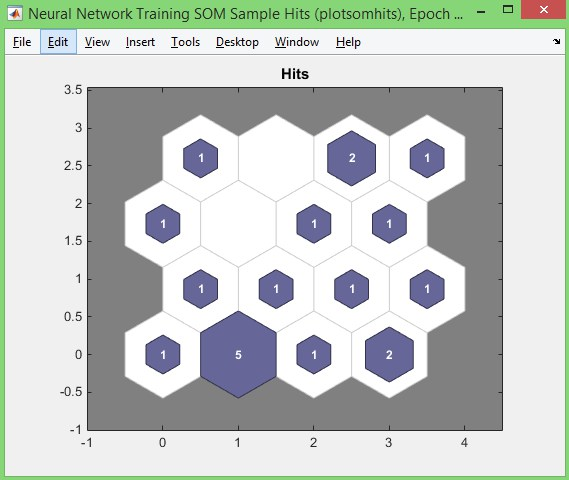 Neural Network Training SOM Sample Hits (plotsomhits), Epoch ...
File Edit View Insert Tools Desktop Window Help
Hits
3.5
3
2.5
2
1.5
1
0.5
0
-0.5
-1
1 2 1
1 1 1
1 1 1 1
1 5 1 2
-1 0 1 2 3 4